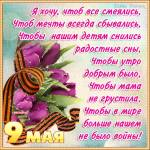 Я хочу, чтоб все смеялись,
Чтоб мечты всегда сбывались,
Чтобы нашим детям снились
радостные сны,
Чтобы утро
добрым было,
Чтобы мама
не грустила,
Чтобы в мире
больше нашем
не было войны!
9 МАЯ